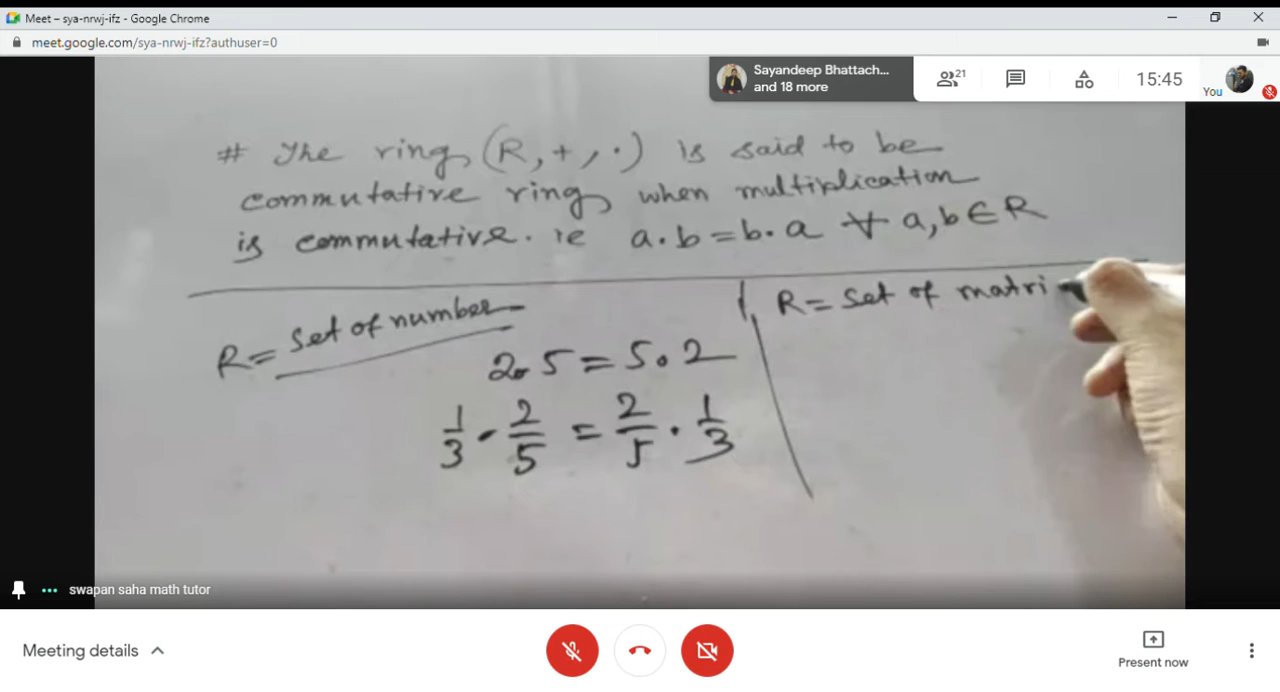 Meet – sya-nrwj-ifz - Google Chrome
meet.google.com/sya-nrwj-ifz?authuser=0
Sayandeep Bhattach...
and 18 more
21
15:45
You
# The ring (R, +, ·) is said to be
commutative ring when multiplication
is commutative. ie a·b = b·a ∀ a, b ∈ R
R = set of number
2·5 = 5·2
1/3 · 2/5 = 2/5 · 1/3
R = set of matri
swapan saha math tutor
Meeting details
Present now